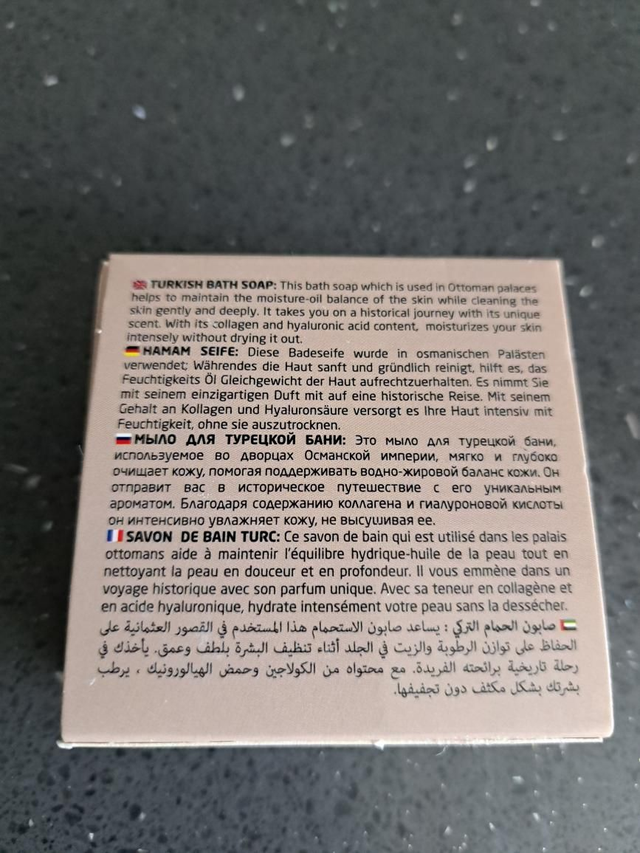 TURKISH BATH SOAP: This bath soap which is used in Ottoman palaces
helps to maintain the moisture-oil balance of the skin while cleaning the
skin gently and deeply. It takes you on a historical journey with its unique
scent. With its collagen and hyaluronic acid content, moisturizes your skin
intensely without drying it out.
HAMAM SEIFE: Diese Badeseife wurde in osmanischen Palästen
verwendet; Währendes die Haut sanft und gründlich reinigt, hilft es, das
Feuchtigkeits Öl Gleichgewicht der Haut aufrechtzuerhalten. Es nimmt Sie
mit seinem einzigartigen Duft mit auf eine historische Reise. Mit seinem
Gehalt an Kollagen und Hyaluronsäure versorgt es Ihre Haut intensiv mit
Feuchtigkeit, ohne sie auszutrocknen.
МЫЛО ДЛЯ ТУРЕЦКОЙ БАНИ: Это мыло для турецкой бани,
используемое во дворцах Османской империи, мягко и глубоко
очищает кожу, помогая поддерживать водно-жировой баланс кожи. Он
отправит вас в историческое путешествие с его уникальным
ароматом. Благодаря содержанию коллагена и гиалуроновой кислоты
он интенсивно увлажняет кожу, не высушивая ее.
SAVON DE BAIN TURC: Ce savon de bain qui est utilisé dans les palais
ottomans aide à maintenir l'équilibre hydrique-huile de la peau tout en
nettoyant la peau en douceur et en profondeur. Il vous emmène dans un
voyage historique avec son parfum unique. Avec sa teneur en collagène et
en acide hyaluronique, hydrate intensément votre peau sans la dessécher.
صابون الحمام التركي : يساعد صابون الاستحمام هذا المستخدم في القصور العثمانية على
الحفاظ على توازن الرطوبة والزيت في الجلد أثناء تنظيف البشرة بلطف وعمق. يأخذك في
رحلة تاريخية برائحته الفريدة. مع محتواه من الكولاجين وحمض الهيالورونيك ، يرطب
بشرتك بشكل مكثف دون تجفيفها.